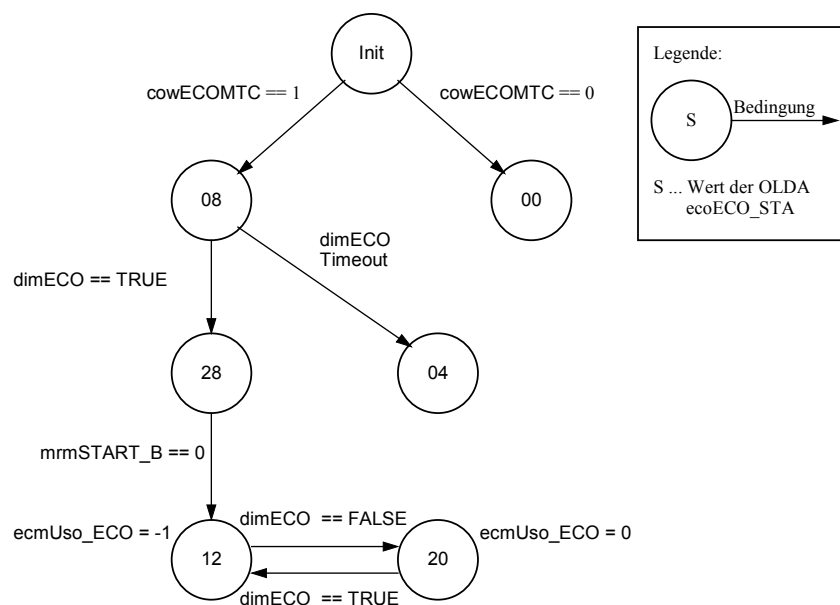 Init
Legende:
cowECOMTC == 1
cowECOMTC == 0
S
Bedingung
08
00
S ... Wert der OLDA
ecoECO_STA
dimECO
Timeout
dimECO == TRUE
28
04
mrmSTART_B == 0
ecmUso_ECO = -1
dimECO == FALSE
ecmUso_ECO = 0
12
20
dimECO == TRUE